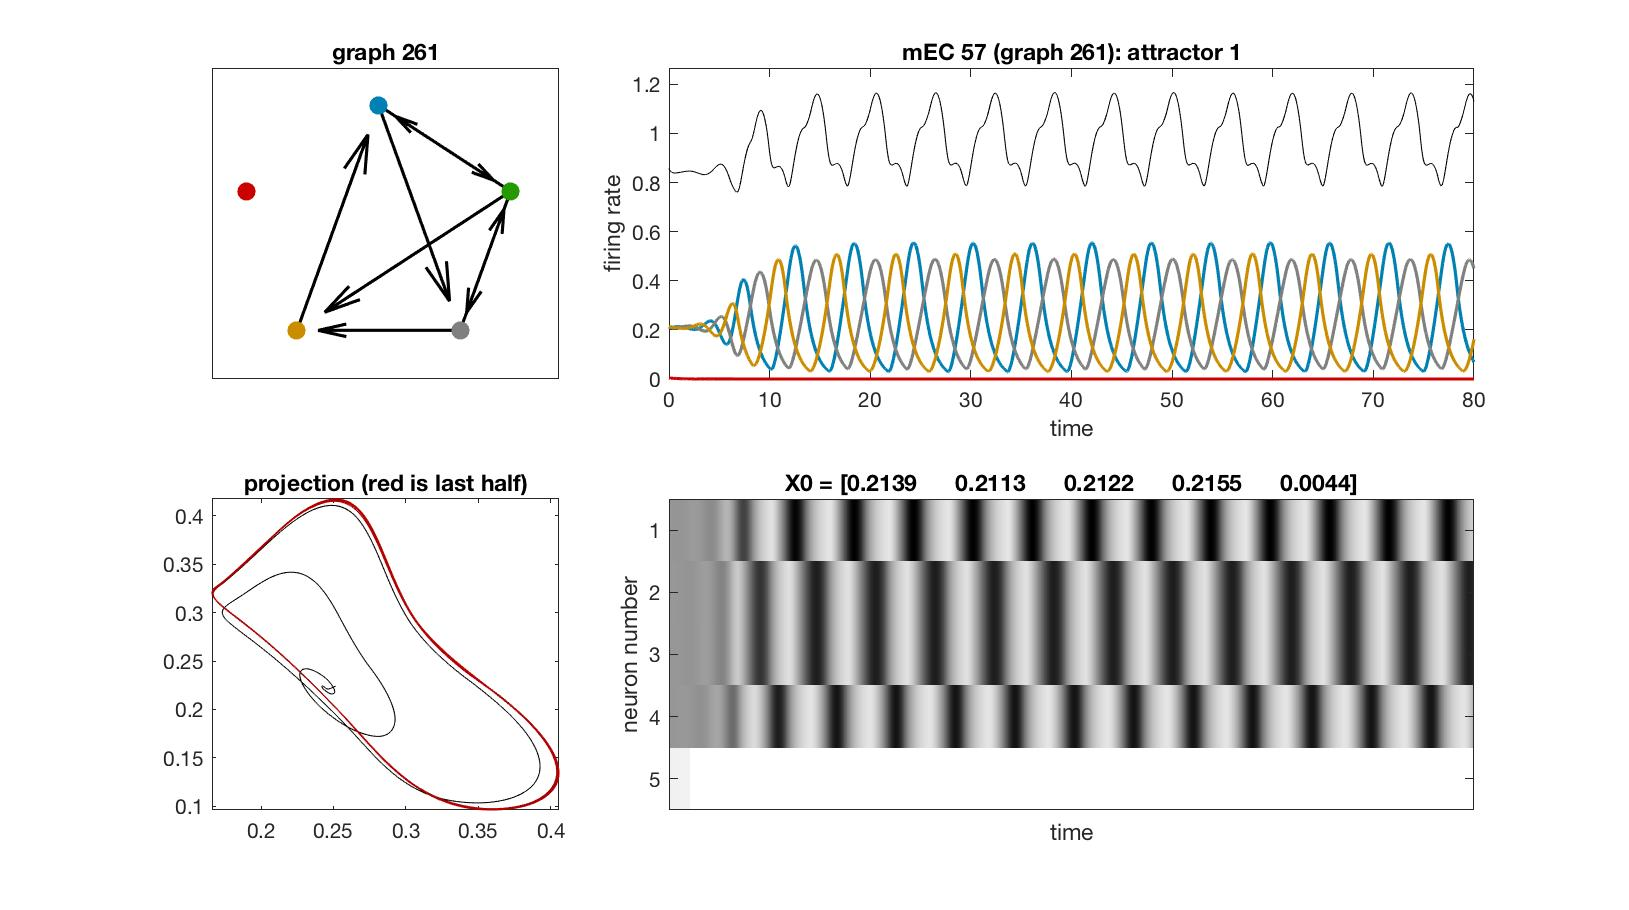 graph 261
mEC 57 (graph 261): attractor 1
firing rate
1.2
1
0.8
0.6
0.4
0.2
0
0 10 20 30 40 50 60 70 80
time
projection (red is last half)
0.4
0.35
0.3
0.25
0.2
0.15
0.1
0.2 0.25 0.3 0.35 0.4
X0 = [0.2139 0.2113 0.2122 0.2155 0.0044]
neuron number
1
2
3
4
5
time